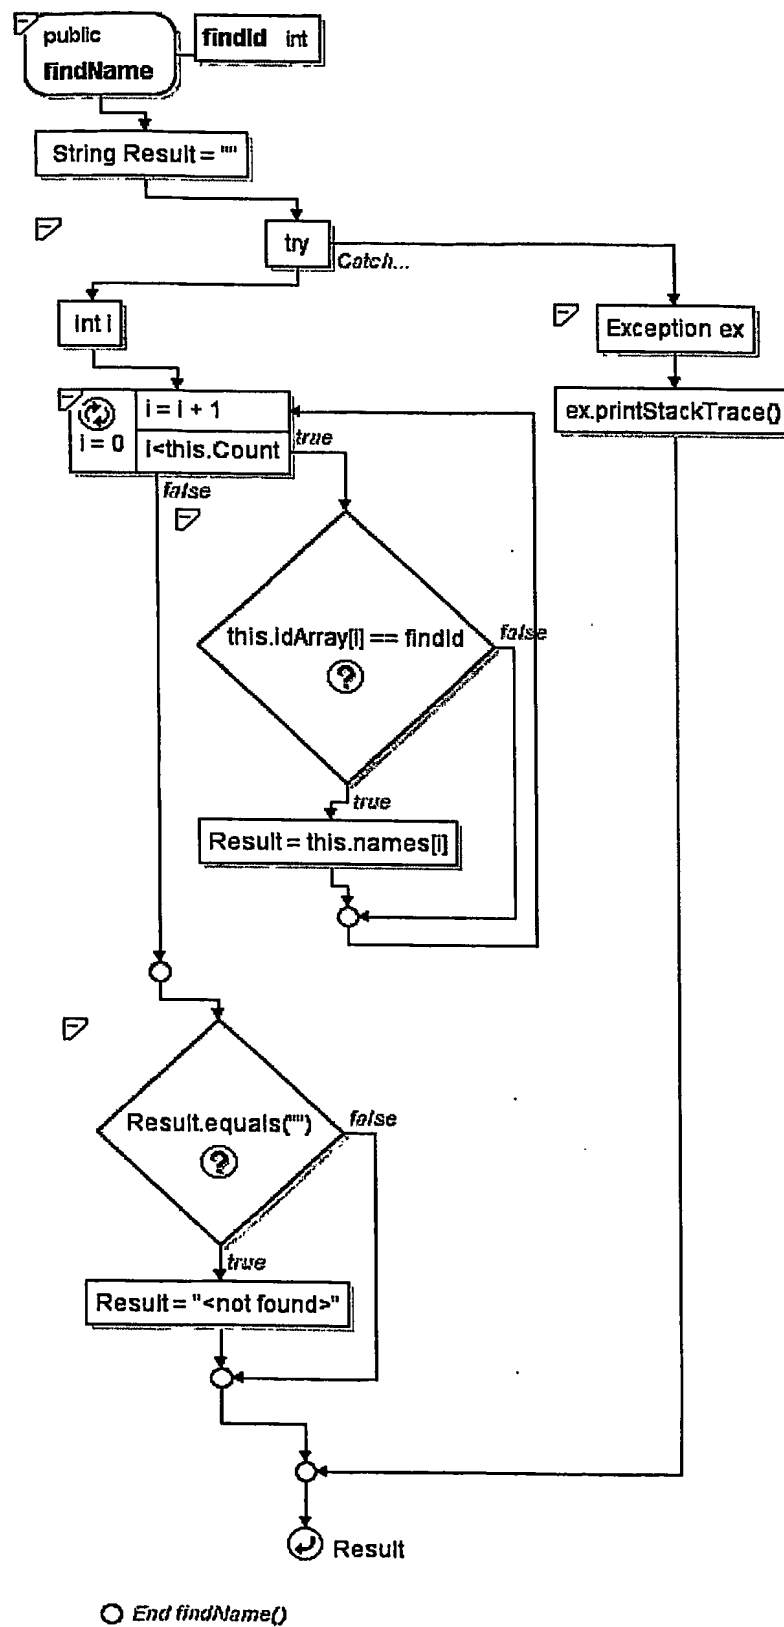 public
findName
findId int
String Result = ""
try
Catch...
int i
Exception ex
ex.printStackTrace()
i = i + 1
i = 0
i<this.Count
true
false
this.idArray[i] == findId
false
true
Result = this.names[i]
Result.equals("")
false
true
Result = "<not found>"
Result
End findName()